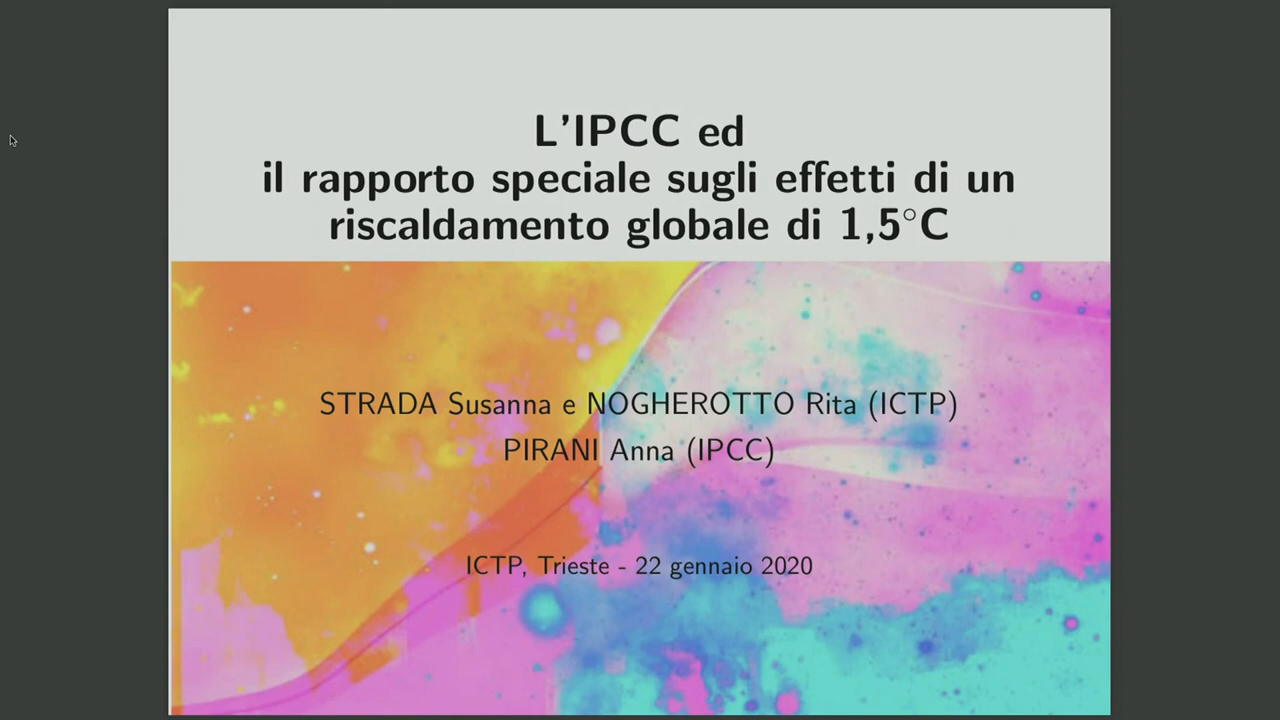 L'IPCC ed
il rapporto speciale sugli effetti di un
riscaldamento globale di 1,5°C
STRADA Susanna e NOGHEROTTO Rita (ICTP)
PIRANI Anna (IPCC)
ICTP, Trieste - 22 gennaio 2020